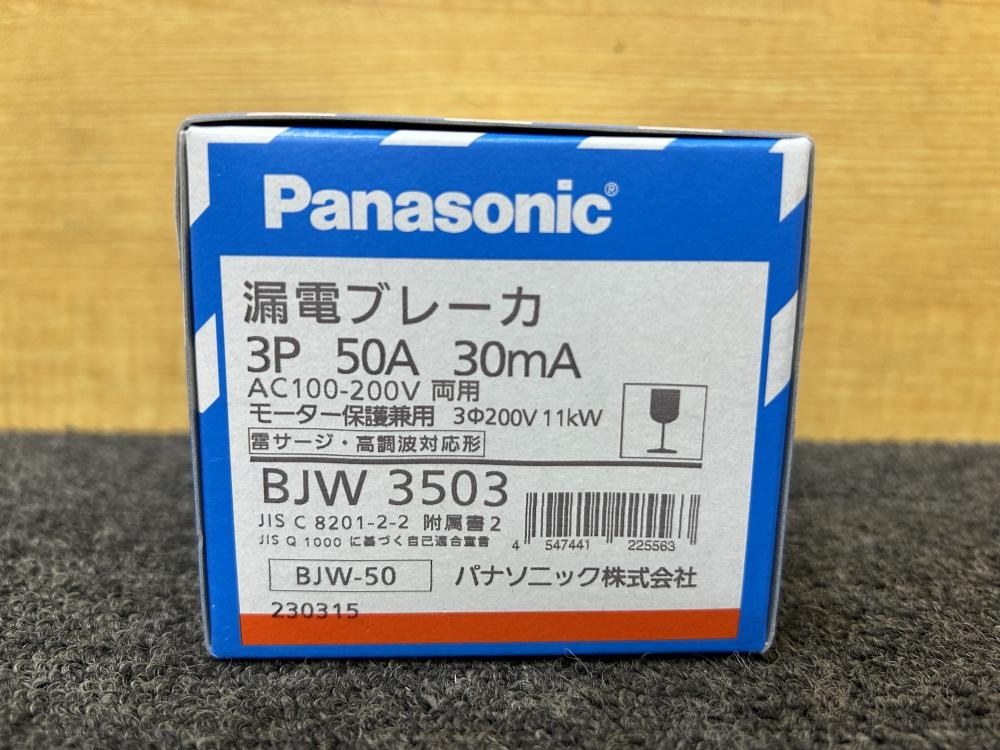 Panasonic®
漏電ブレーカ
3P 50A 30mA
AC100-200V 両用
モーター保護兼用 3Φ200V 11kW
雷サージ・高調波対応形
BJW 3503
JIS C 8201-2-2 附属書2
JIS Q 1000 に基づく自己適合宣言
4 547441 225563
BJW-50 パナソニック株式会社
230315